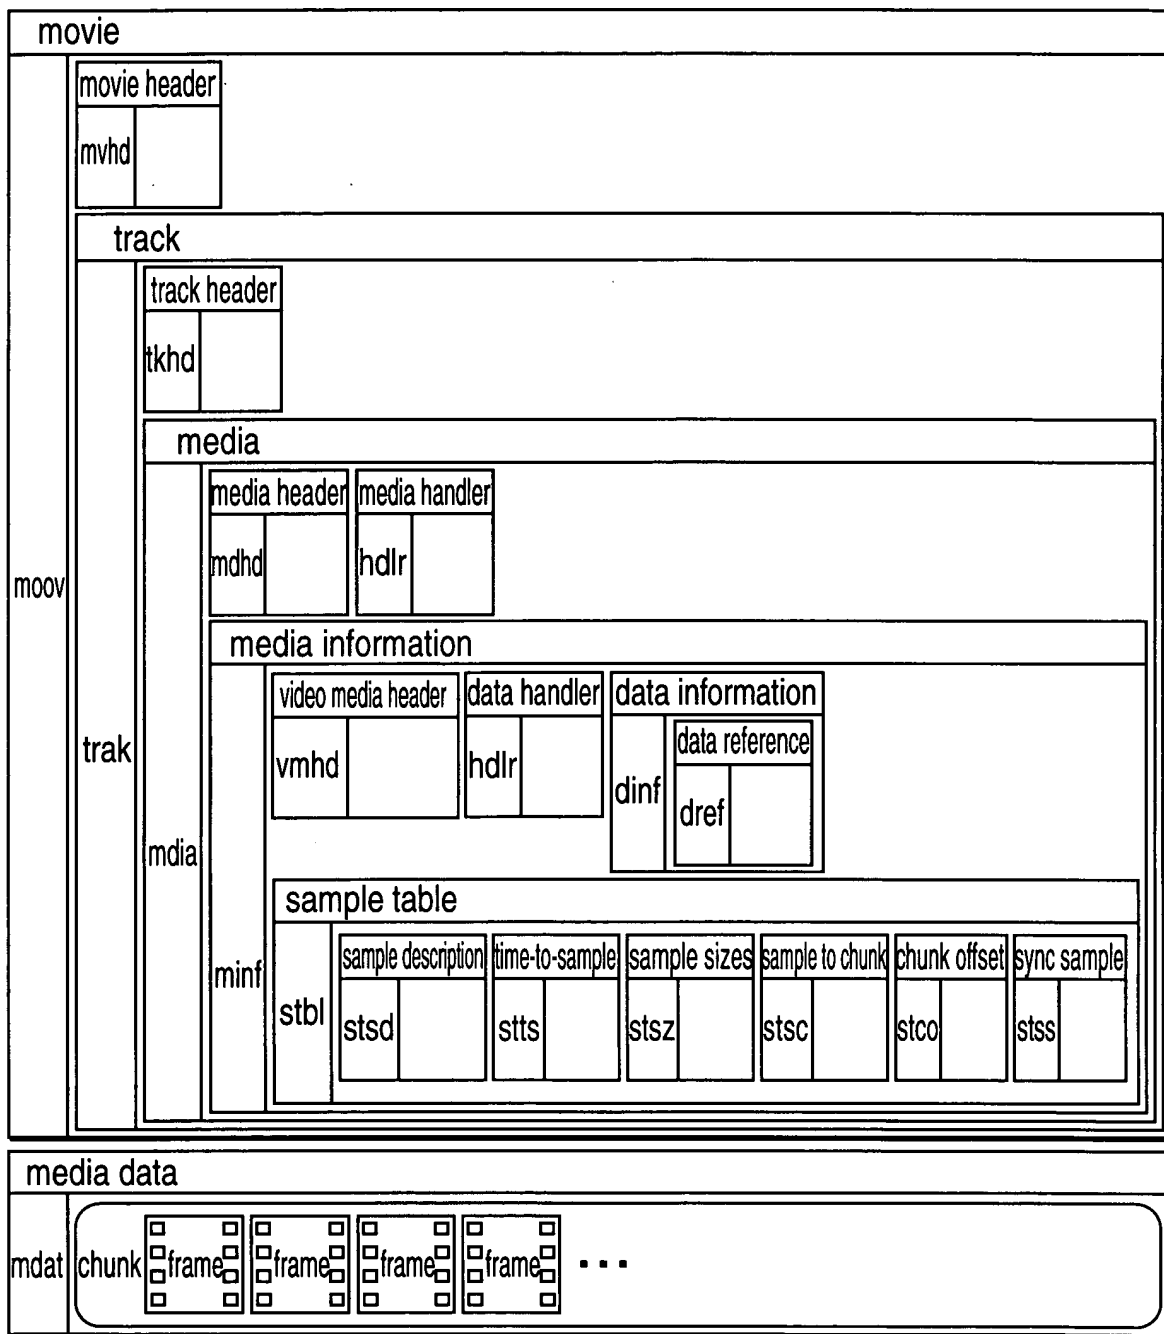 movie
movie header
mvhd
track
track header
tkhd
media
media header media handler
mdhd hdlr
moov
media information
video media header data handler data information
data reference
trak
vmhd hdlr dinf
dref
mdia
sample table
sample description time-to-sample sample sizes sample to chunk chunk offset sync sample
minf
stbl
stsd stts stsz stsc stco stss
media data
mdat chunk frame frame frame frame ...